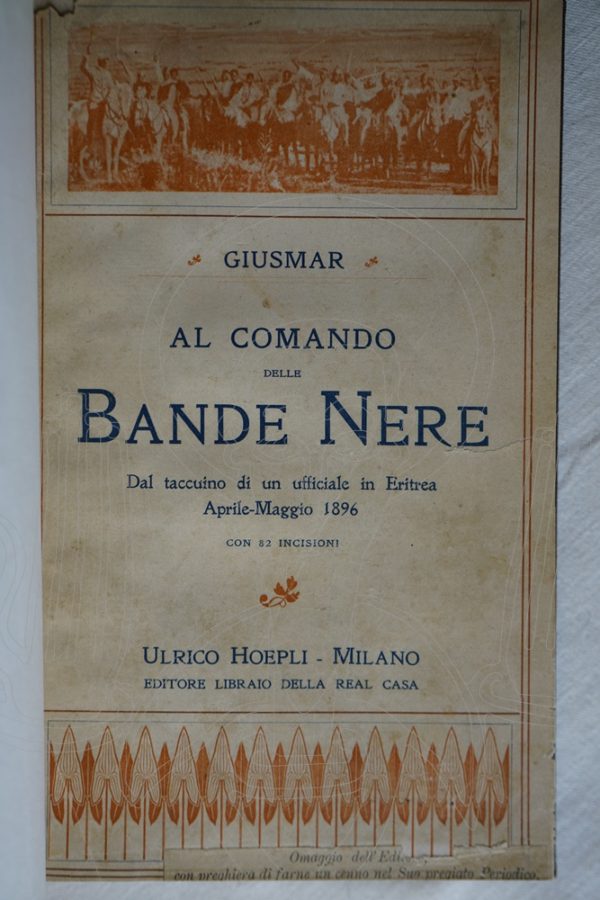 GIUSMAR
AL COMANDO
DELLE
BANDE NERE
Dal taccuino di un ufficiale in Eritrea
Aprile-Maggio 1896
CON 82 INCISIONI
ULRICO HOEPLI - MILANO
EDITORE LIBRAIO DELLA REAL CASA
Omaggio dell'
con preghiera di farne un cenno nel Suo pregiato Periodico.